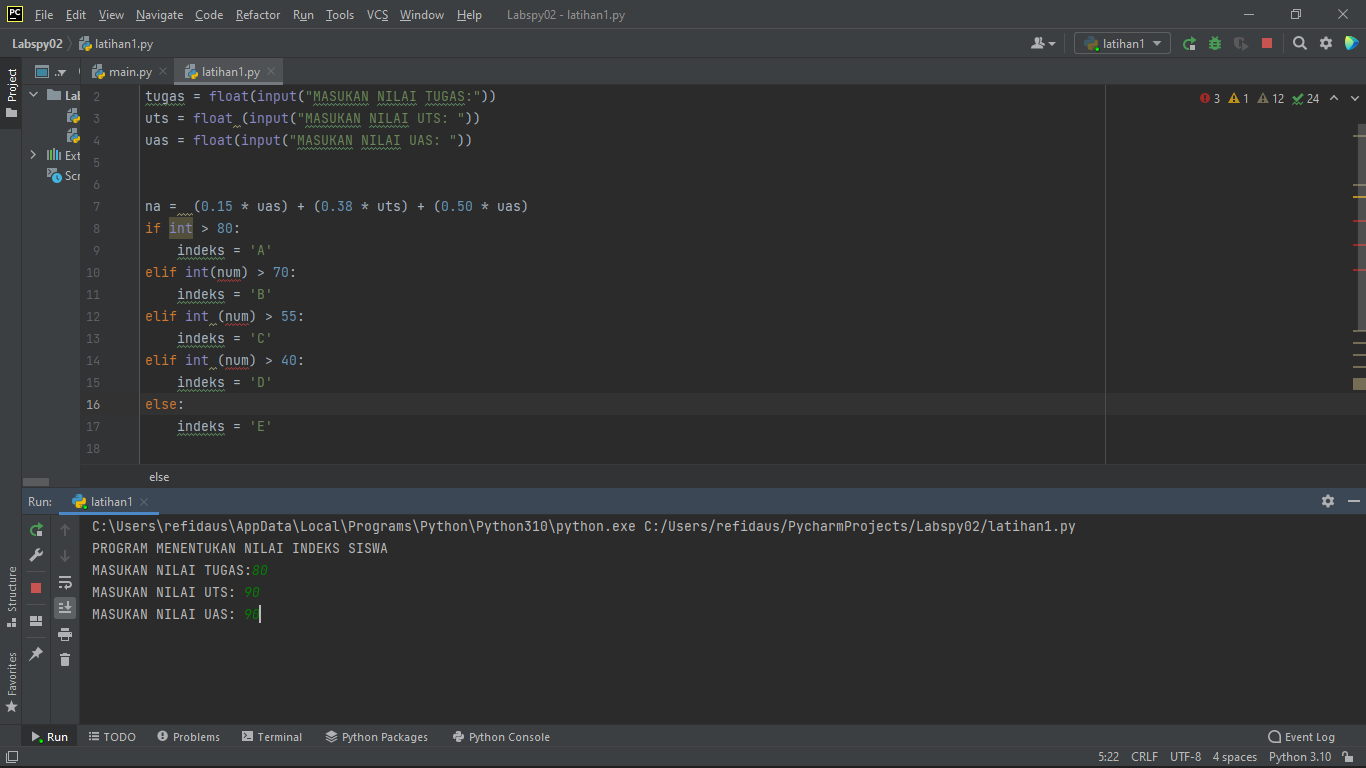 PC File Edit View Navigate Code Refactor Run Tools VCS Window Help Labspy02 - latihan1.py
Labspy02 latihan1.py latihan1
Project .. main.py latihan1.py
Lal
Ext
Scr
3 1 12 24
2 tugas = float(input("MASUKAN NILAI TUGAS:"))
3 uts = float (input("MASUKAN NILAI UTS: "))
4 uas = float(input("MASUKAN NILAI UAS: "))
5
6
7 na =  (0.15 * uas) + (0.38 * uts) + (0.50 * uas)
8 if int > 80:
9 indeks = 'A'
10 elif int(num) > 70:
11 indeks = 'B'
12 elif int (num) > 55:
13 indeks = 'C'
14 elif int (num) > 40:
15 indeks = 'D'
16 else:
17 indeks = 'E'
18
else
Run: latihan1
C:\Users\refidaus\AppData\Local\Programs\Python\Python310\python.exe C:/Users/refidaus/PycharmProjects/Labspy02/latihan1.py
PROGRAM MENENTUKAN NILAI INDEKS SISWA
MASUKAN NILAI TUGAS:80
MASUKAN NILAI UTS: 90
MASUKAN NILAI UAS: 90
Structure
Favorites
Run TODO Problems Terminal Python Packages Python Console Event Log
5:22 CRLF UTF-8 4 spaces Python 3.10